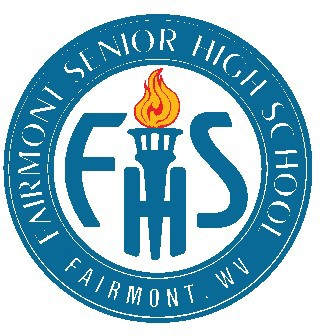 FAIRMONT SENIOR HIGH SCHOOL
FHS
FAIRMONT. WV